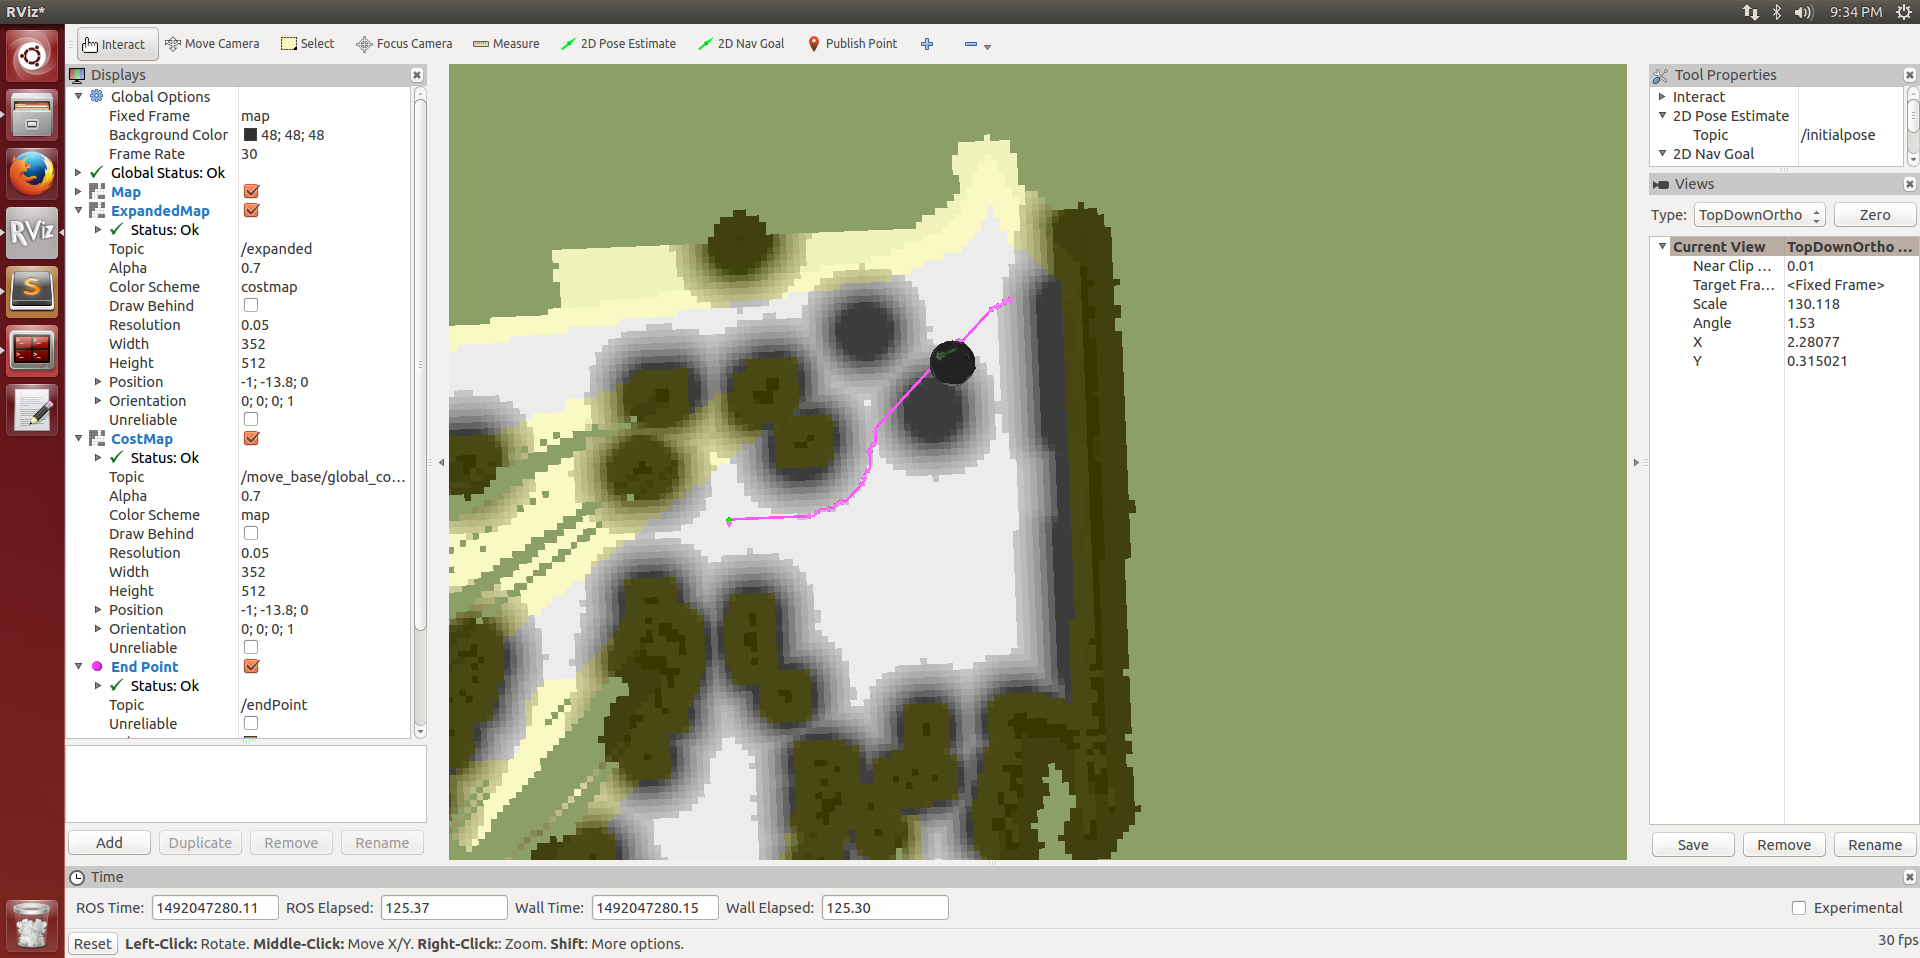 RViz*
9:34 PM
Interact Move Camera Select Focus Camera Measure 2D Pose Estimate 2D Nav Goal Publish Point
Displays
Global Options
Fixed Frame map
Background Color 48; 48; 48
Frame Rate 30
Global Status: Ok
Map
ExpandedMap
Status: Ok
Topic /expanded
Alpha 0.7
Color Scheme costmap
Draw Behind
Resolution 0.05
Width 352
Height 512
Position -1; -13.8; 0
Orientation 0; 0; 0; 1
Unreliable
CostMap
Status: Ok
Topic /move_base/global_co...
Alpha 0.7
Color Scheme map
Draw Behind
Resolution 0.05
Width 352
Height 512
Position -1; -13.8; 0
Orientation 0; 0; 0; 1
Unreliable
End Point
Status: Ok
Topic /endPoint
Unreliable
Add Duplicate Remove Rename
Tool Properties
Interact
2D Pose Estimate
Topic /initialpose
2D Nav Goal
Views
Type: TopDownOrtho Zero
Current View TopDownOrtho ...
Near Clip ... 0.01
Target Fra... <Fixed Frame>
Scale 130.118
Angle 1.53
X 2.28077
Y 0.315021
Save Remove Rename
Time
ROS Time: 1492047280.11 ROS Elapsed: 125.37 Wall Time: 1492047280.15 Wall Elapsed: 125.30 Experimental
Reset Left-Click: Rotate. Middle-Click: Move X/Y. Right-Click:: Zoom. Shift: More options. 30 fps
RViz
S